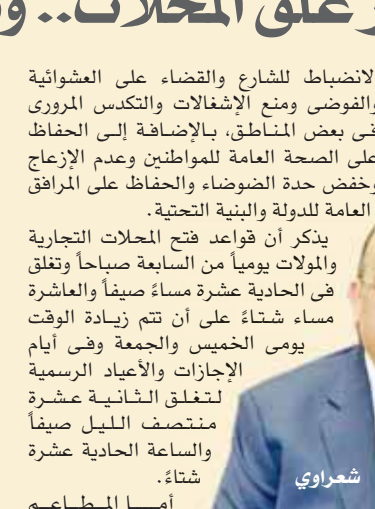 غلق المحلات..
الانضباط للشارع والقضاء على العشوائية
والفوضى ومنع الإشغالات والتكدس المرورى
فى بعض المناطق، بالإضافة إلى الحفاظ
على الصحة العامة للمواطنين وعدم الإزعاج
وخفض حدة الضوضاء والحفاظ على المرافق
العامة للدولة والبنية التحتية.
يذكر أن قواعد فتح المحلات التجارية
والمولات يومياً من السابعة صباحاً وتغلق
فى الحادية عشرة مساءً صيفاً والعاشرة
مساء شتاءً على أن تتم زيادة الوقت
يومى الخميس والجمعة وفى أيام
الإجازات والأعياد الرسمية
لتغلق الثانية عشرة
منتصف الليل صيفاً
والساعة الحادية عشرة
شتاءً.
شعراوي
أما المطاعم